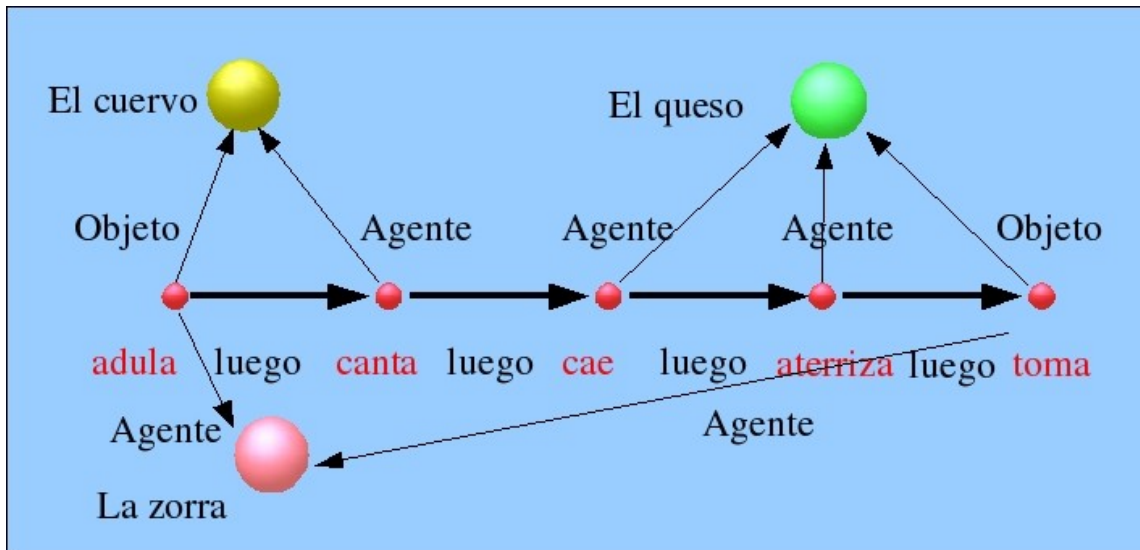 El cuervo
El queso
Objeto
Agente
Agente
Agente
Objeto
adula luego canta luego cae luego aterriza luego toma
Agente
Agente
La zorra